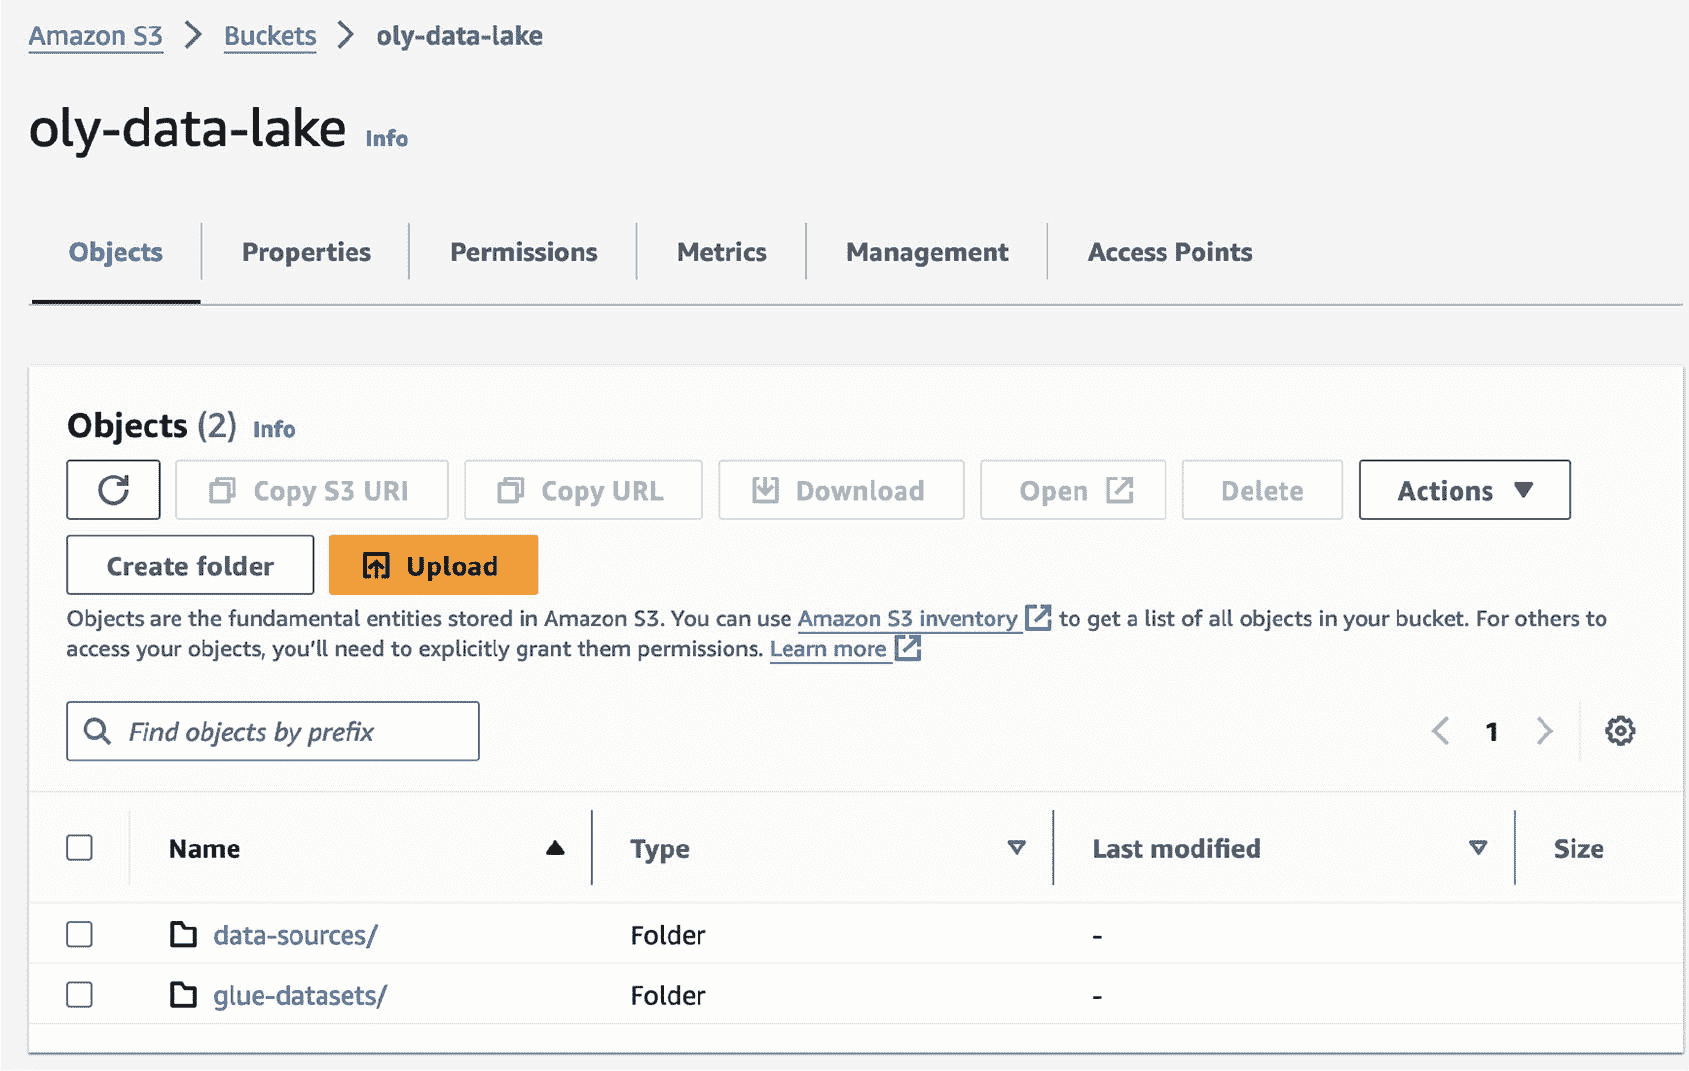 Amazon S3 > Buckets > oly-data-lake
oly-data-lake Info
Objects Properties Permissions Metrics Management Access Points
Objects (2) Info
Copy S3 URI Copy URL Download Open Delete Actions
Create folder Upload
Objects are the fundamental entities stored in Amazon S3. You can use Amazon S3 inventory to get a list of all objects in your bucket. For others to
access your objects, you’ll need to explicitly grant them permissions. Learn more
Find objects by prefix 1
Name Type Last modified Size
data-sources/ Folder -
glue-datasets/ Folder -